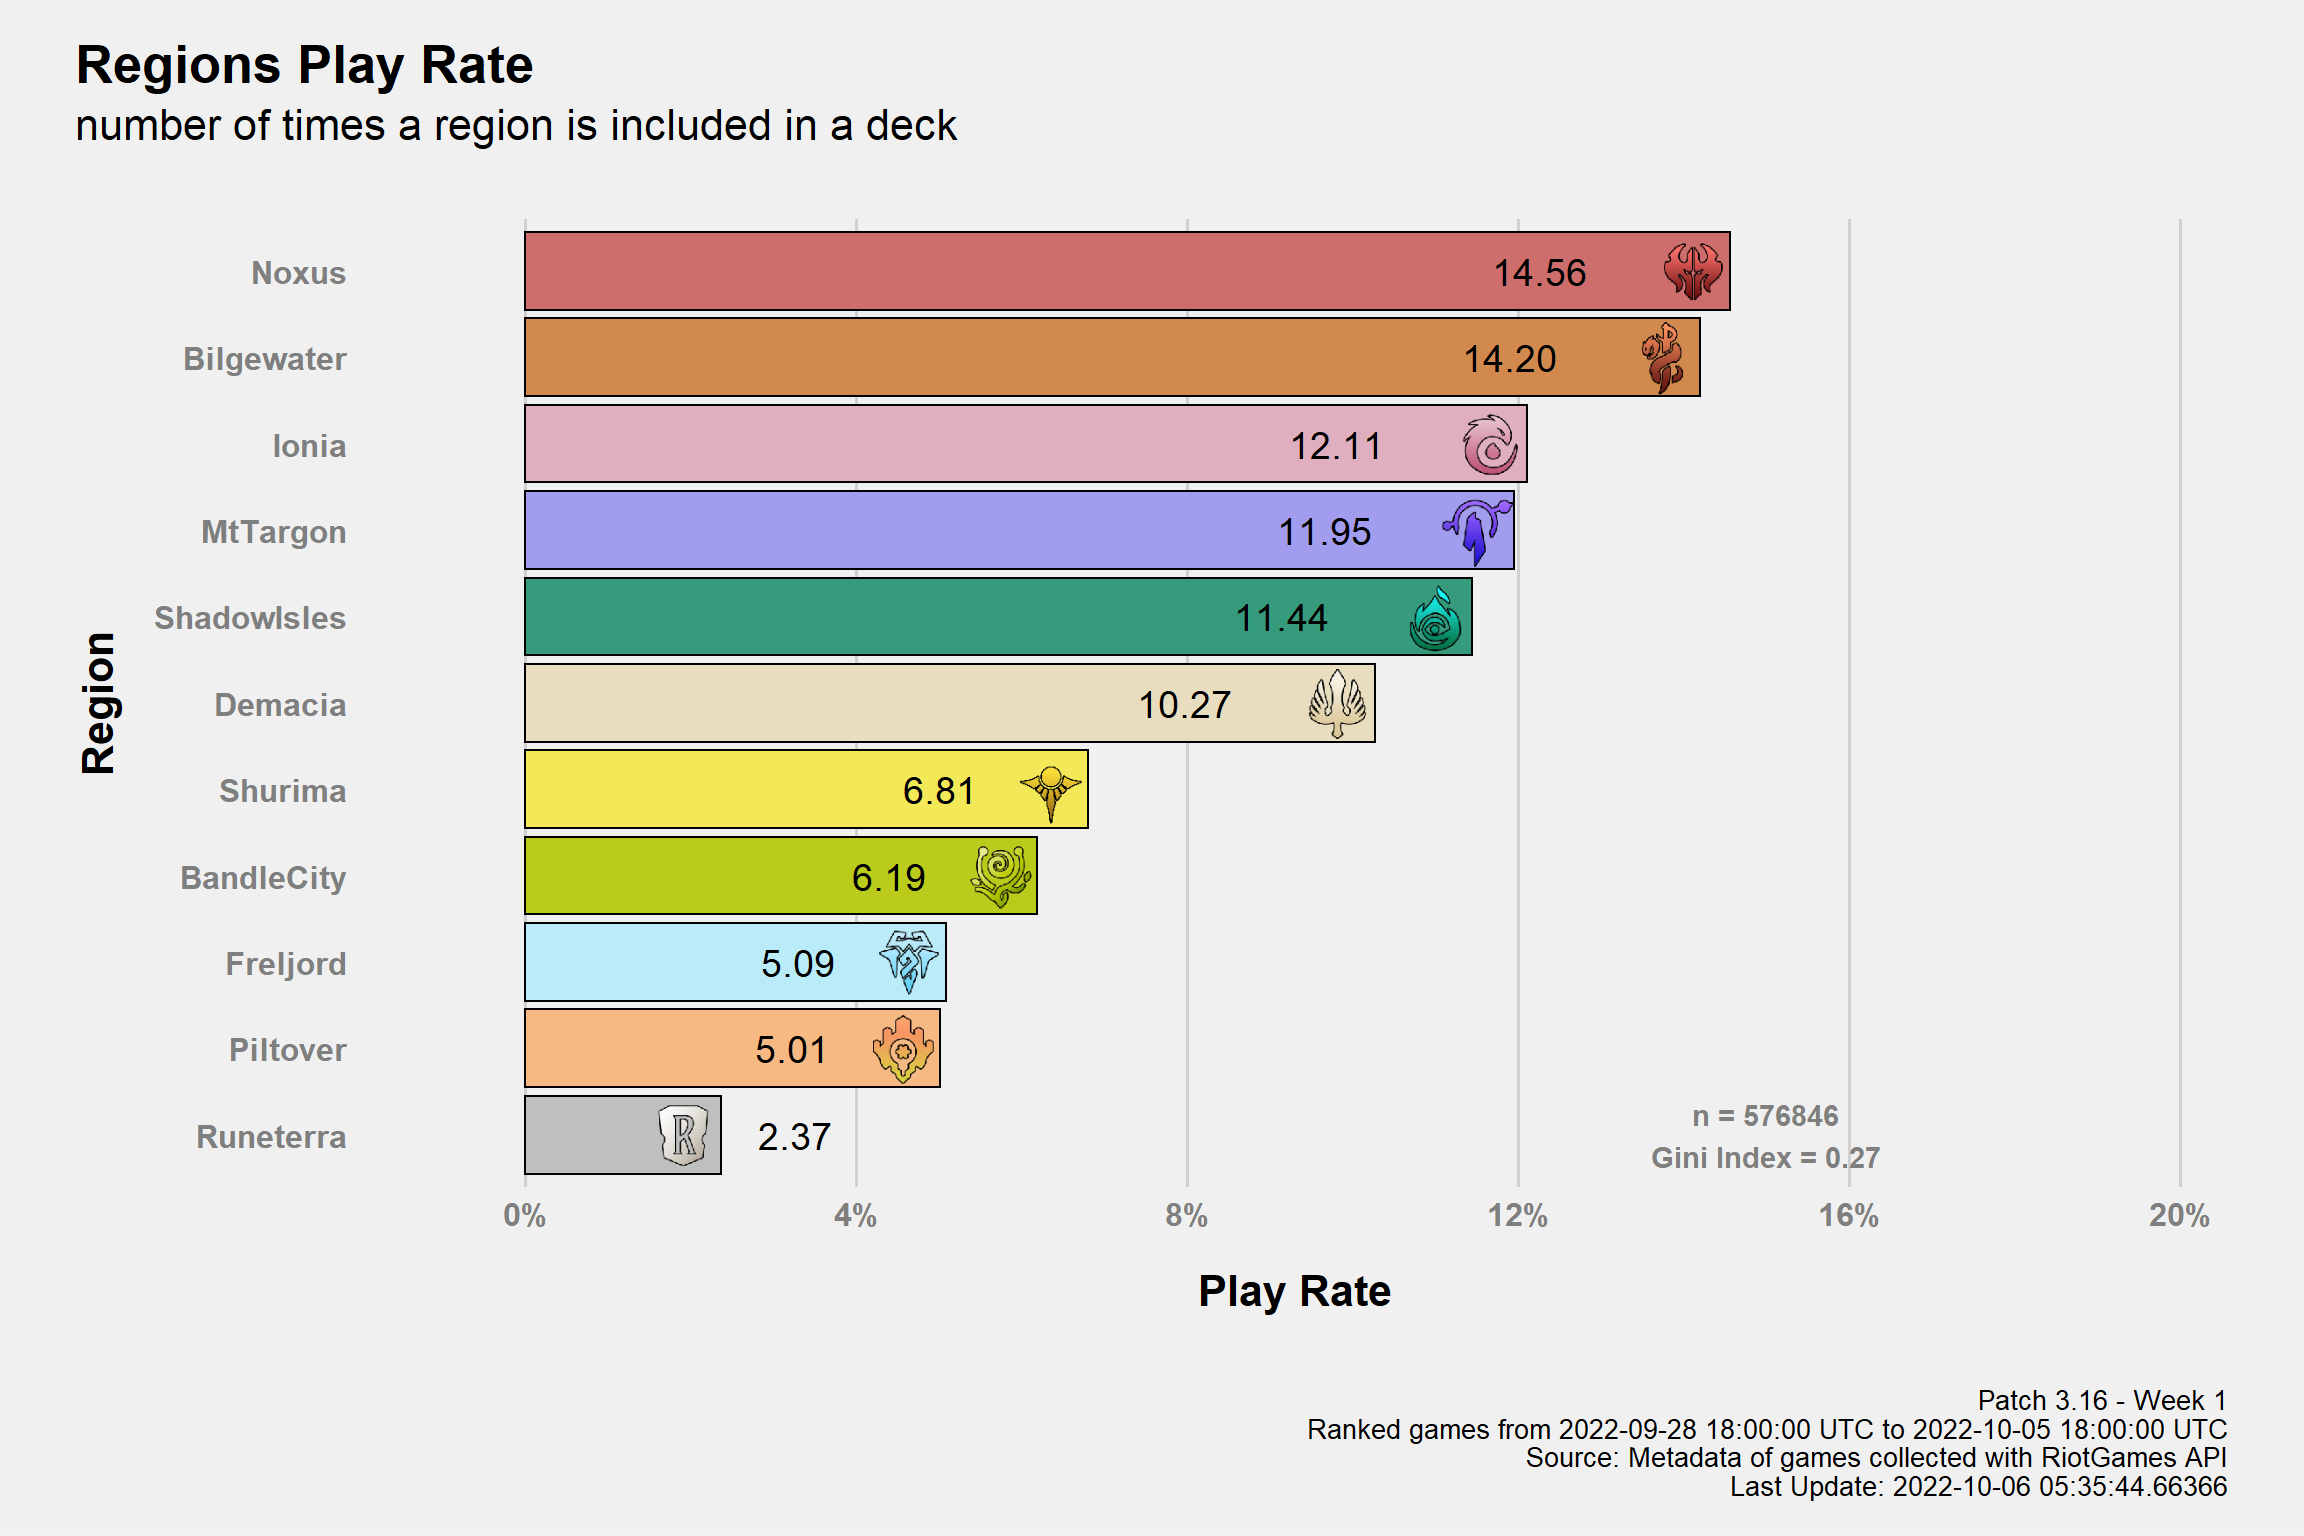 Regions Play Rate
number of times a region is included in a deck
Region
Noxus 14.56
Bilgewater 14.20
Ionia 12.11
MtTargon 11.95
ShadowIsles 11.44
Demacia 10.27
Shurima 6.81
BandleCity 6.19
Freljord 5.09
Piltover 5.01
Runeterra R 2.37
n = 576846
Gini Index = 0.27
0% 4% 8% 12% 16% 20%
Play Rate
Patch 3.16 - Week 1
Ranked games from 2022-09-28 18:00:00 UTC to 2022-10-05 18:00:00 UTC
Source: Metadata of games collected with RiotGames API
Last Update: 2022-10-06 05:35:44.66366